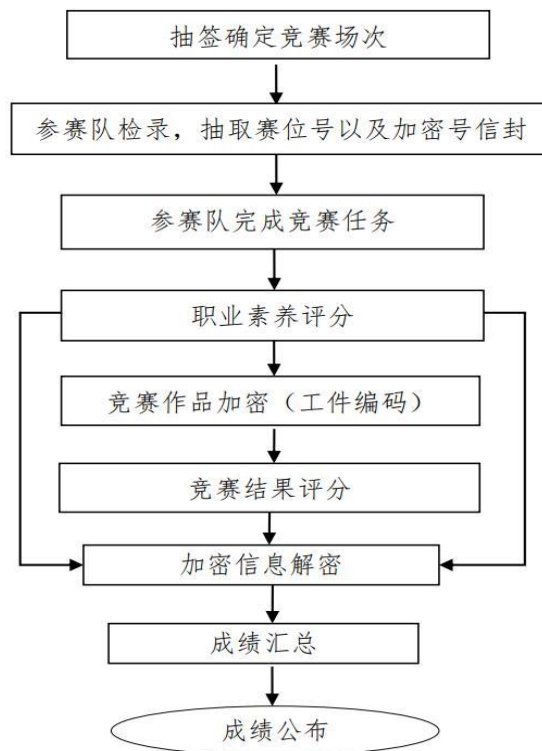 抽签确定竞赛场次
参赛队检录，抽取赛位号以及加密号信封
参赛队完成竞赛任务
职业素养评分
竞赛作品加密（工件编码）
竞赛结果评分
加密信息解密
成绩汇总
成绩公布